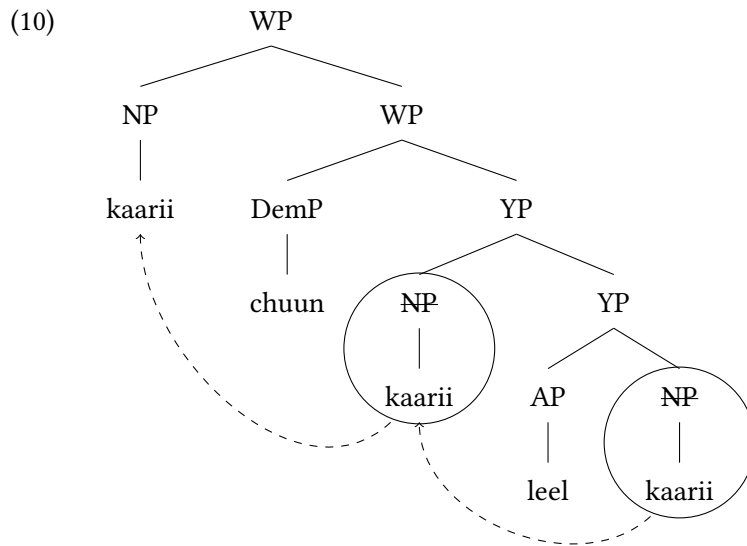 (10) WP
NP WP
kaarii DemP YP
chuun NP YP
kaarii AP NP
leel kaarii